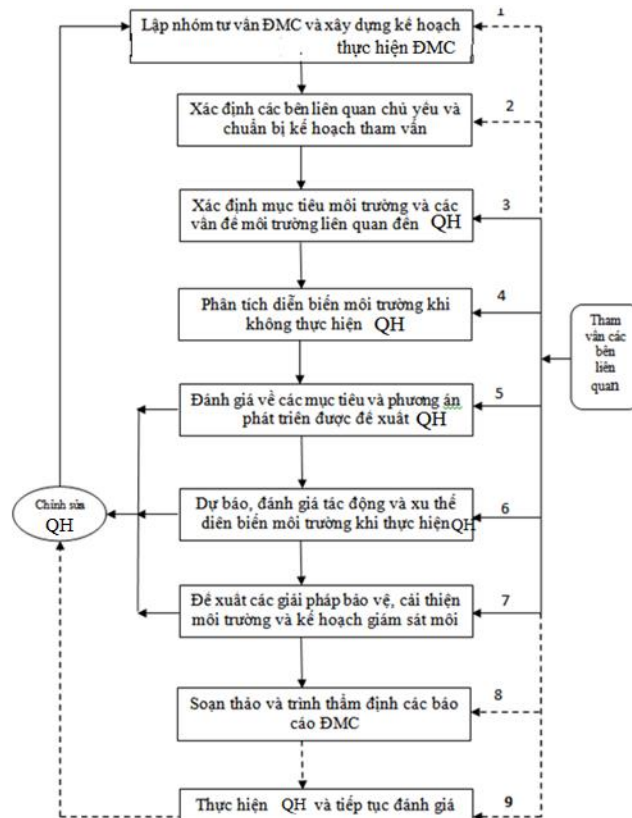 1
Lập nhóm tư vấn ĐMC và xây dựng kế hoạch
thực hiện ĐMC
2
Xác định các bên liên quan chủ yếu và
chuẩn bị kế hoạch tham vấn
3
Xác định mục tiêu môi trường và các
vấn đề môi trường liên quan đến QH
4
Phân tích diễn biến môi trường khi
không thực hiện QH
Tham
vấn các
bên
liên
quan
5
Đánh giá về các mục tiêu và phương án
phát triển được đề xuất QH
Chỉnh sửa
QH
6
Dự báo, đánh giá tác động và xu thế
diễn biến môi trường khi thực hiện QH
7
Đề xuất các giải pháp bảo vệ, cải thiện
môi trường và kế hoạch giám sát môi
8
Soạn thảo và trình thẩm định các báo
cáo ĐMC
9
Thực hiện QH và tiếp tục đánh giá